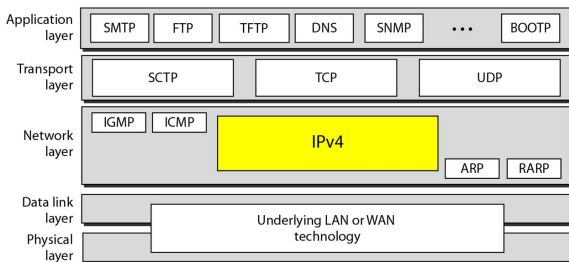 Application
layer
SMTP FTP TFTP DNS SNMP ••• BOOTP
Transport
layer
SCTP TCP UDP
Network
layer
IGMP ICMP
IPv4
ARP RARP
Data link
layer
Underlying LAN or WAN
technology
Physical
layer